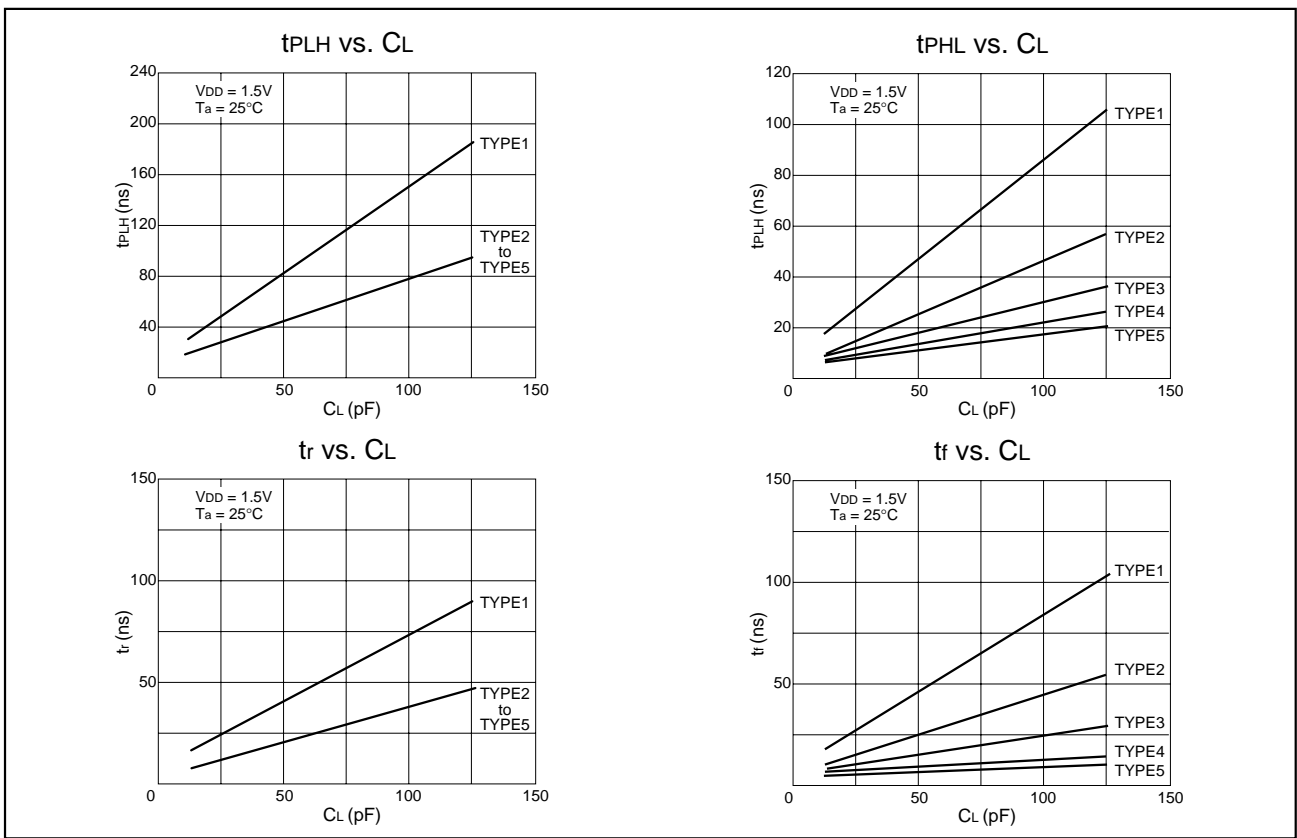 tPLH vs. CL
240
200
160
120
80
40
0
50
100
150
VDD = 1.5V
Ta = 25°C
TYPE1
TYPE2
to
TYPE5
tPLH (ns)
CL (pF)
tPHL vs. CL
120
100
80
60
40
20
0
50
100
150
VDD = 1.5V
Ta = 25°C
TYPE1
TYPE2
TYPE3
TYPE4
TYPE5
tPLH (ns)
CL (pF)
tr vs. CL
150
100
50
0
50
100
150
VDD = 1.5V
Ta = 25°C
TYPE1
TYPE2
to
TYPE5
tr (ns)
CL (pF)
tf vs. CL
150
100
50
0
50
100
150
VDD = 1.5V
Ta = 25°C
TYPE1
TYPE2
TYPE3
TYPE4
TYPE5
tf (ns)
CL (pF)